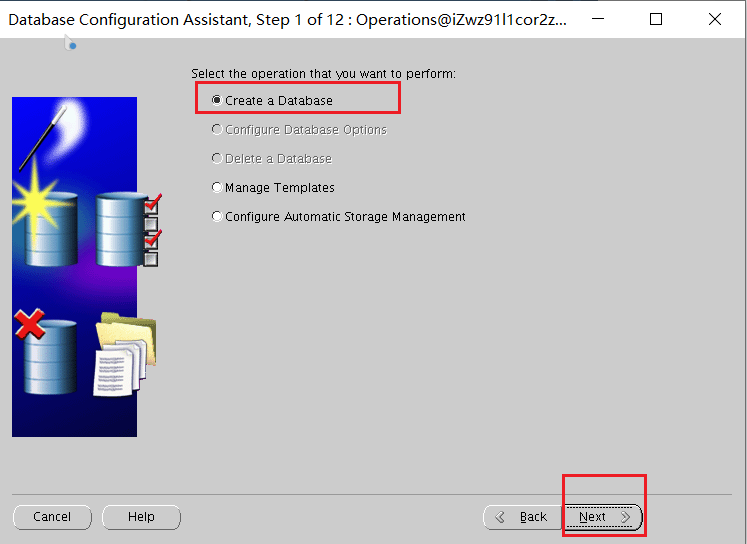 Database Configuration Assistant, Step 1 of 12 : Operations@iZwz91l1cor2z...
Select the operation that you want to perform:
Create a Database
Configure Database Options
Delete a Database
Manage Templates
Configure Automatic Storage Management
Cancel
Help
Back
Next